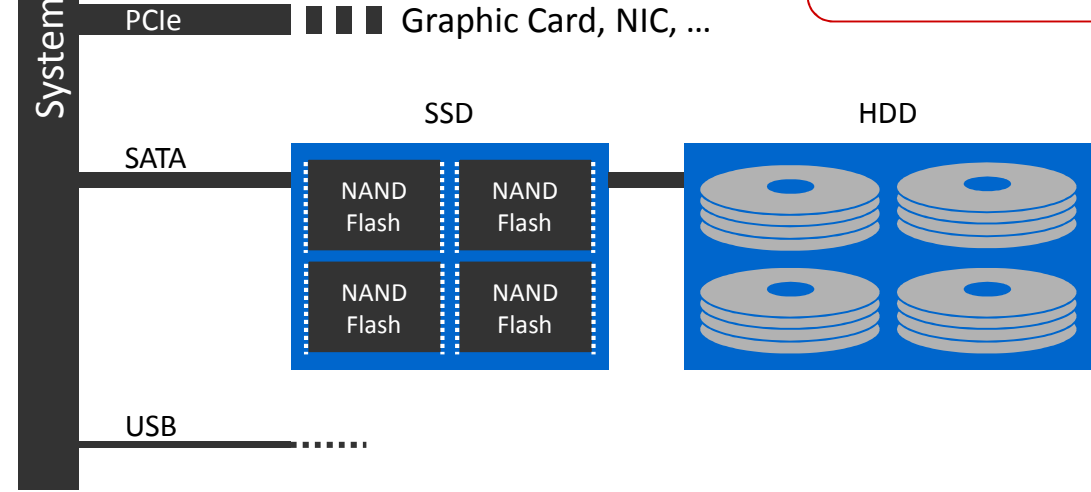 System
PCIe
Graphic Card, NIC, …
SSD
HDD
SATA
NAND
Flash
NAND
Flash
NAND
Flash
NAND
Flash
USB